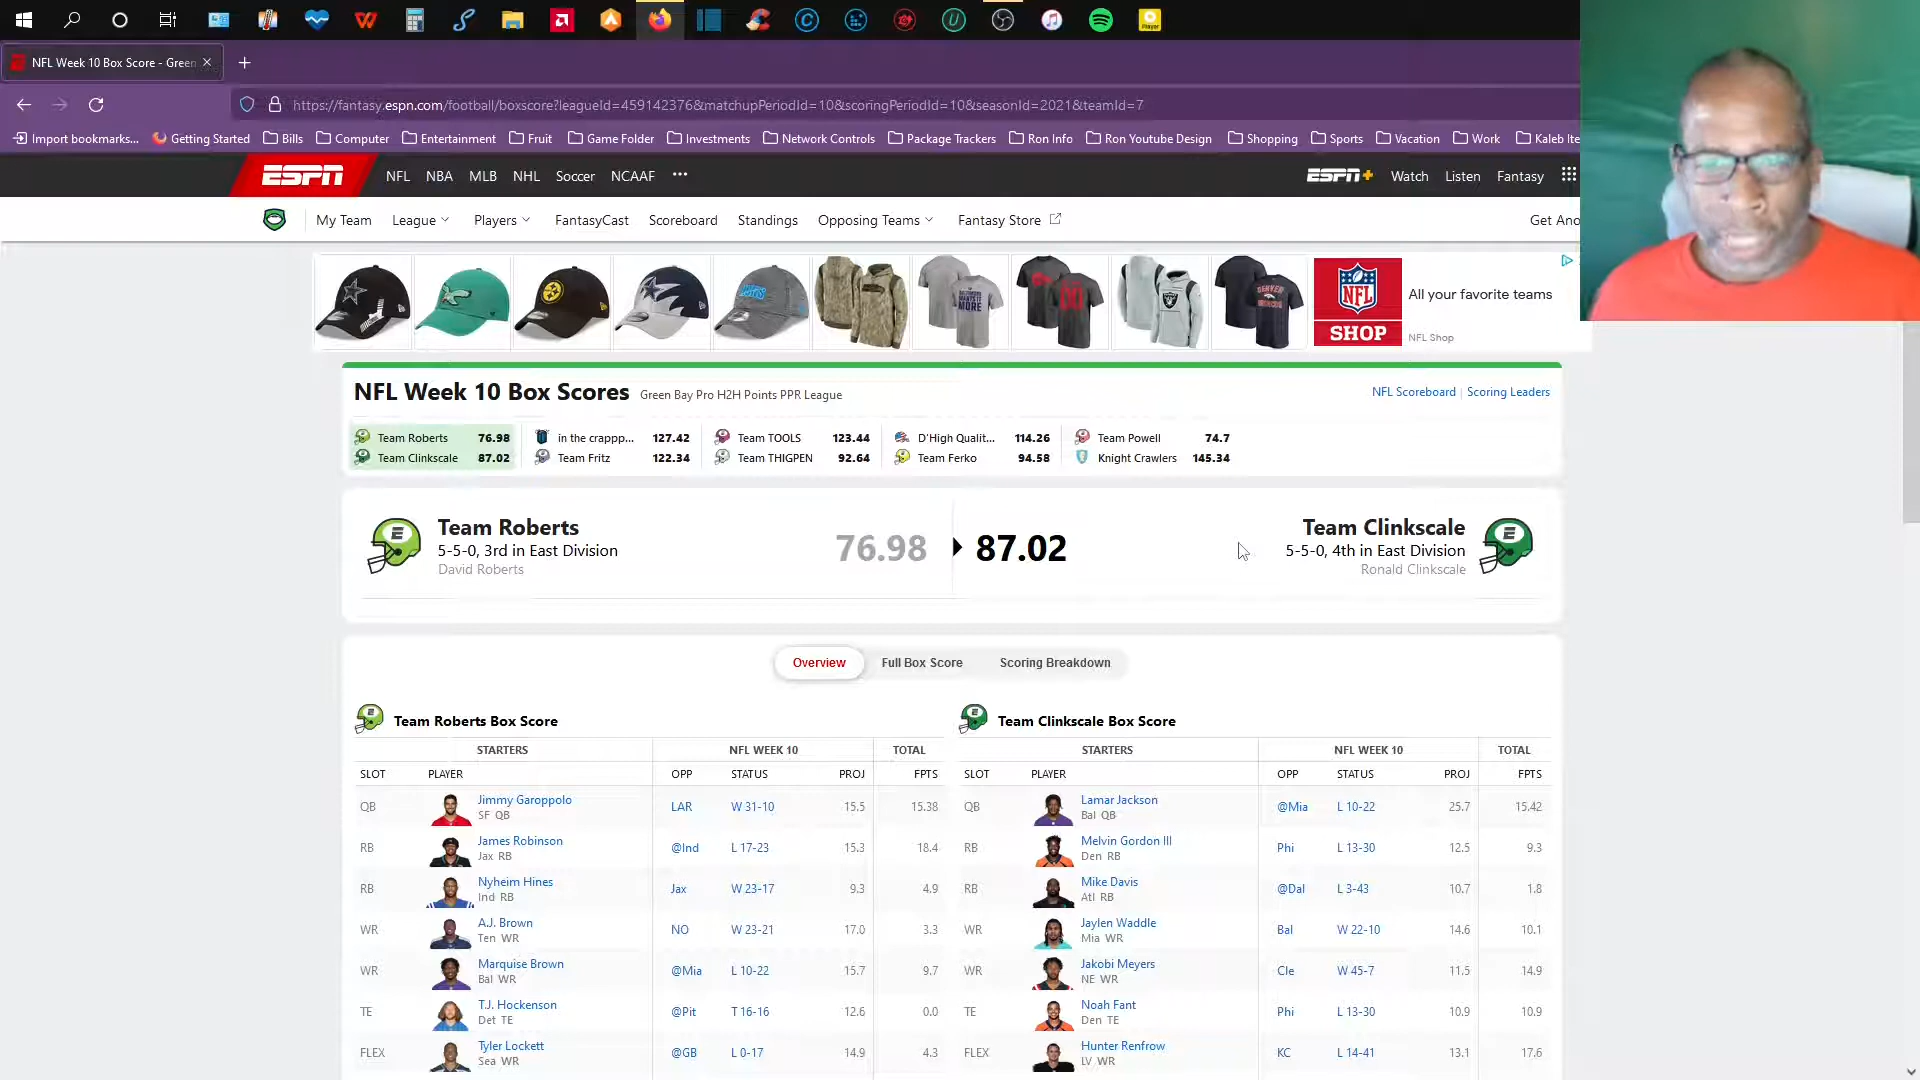 NFL Week 10 Box Score - Green
https://fantasy.espn.com/football/boxscore?leagueId=459142376&matchupPeriodId=10&scoringPeriodId=10&seasonId=2021&teamId=7
Import bookmarks... Getting Started Bills Computer Entertainment Fruit Game Folder Investments Network Controls Package Trackers Ron Info Ron Youtube Design Shopping Sports Vacation Work Kaleb Ite
ESPN NFL NBA MLB NHL Soccer NCAAF ••• ESPN+ Watch Listen Fantasy
My Team League Players FantasyCast Scoreboard Standings Opposing Teams Fantasy Store Get Ano
NFL
SHOP
All your favorite teams
NFL Shop
NFL Week 10 Box Scores Green Bay Pro H2H Points PPR League NFL Scoreboard | Scoring Leaders
Team Roberts 76.98 in the crappp... 127.42 Team TOOLS 123.44 D'High Qualit... 114.26 Team Powell 74.7
Team Clinkscale 87.02 Team Fritz 122.34 Team THIGPEN 92.64 Team Ferko 94.58 Knight Crawlers 145.34
Team Roberts 76.98 87.02 Team Clinkscale
5-5-0, 3rd in East Division 5-5-0, 4th in East Division
David Roberts Ronald Clinkscale
Overview Full Box Score Scoring Breakdown
Team Roberts Box Score Team Clinkscale Box Score
STARTERS NFL WEEK 10 TOTAL STARTERS NFL WEEK 10 TOTAL
SLOT PLAYER OPP STATUS PROJ FPTS SLOT PLAYER OPP STATUS PROJ FPTS
QB Jimmy Garoppolo LAR W 31-10 15.5 15.38 QB Lamar Jackson @Mia L 10-22 25.7 15.42
SF QB Bal QB
RB James Robinson @Ind L 17-23 15.3 18.4 RB Melvin Gordon III Phi L 13-30 12.5 9.3
Jax RB Den RB
RB Nyheim Hines Jax W 23-17 9.3 4.9 RB Mike Davis @Dal L 3-43 10.7 1.8
Ind RB Atl RB
WR A.J. Brown NO W 23-21 17.0 3.3 WR Jaylen Waddle Bal W 22-10 14.6 10.1
Ten WR Mia WR
WR Marquise Brown @Mia L 10-22 15.7 9.7 WR Jakobi Meyers Cle W 45-7 11.5 14.9
Bal WR NE WR
TE T.J. Hockenson @Pit T 16-16 12.6 0.0 TE Noah Fant Phi L 13-30 10.9 10.9
Det TE Den TE
FLEX Tyler Lockett @GB L 0-17 14.9 4.3 FLEX Hunter Renfrow KC L 14-41 13.1 17.6
Sea WR LV WR